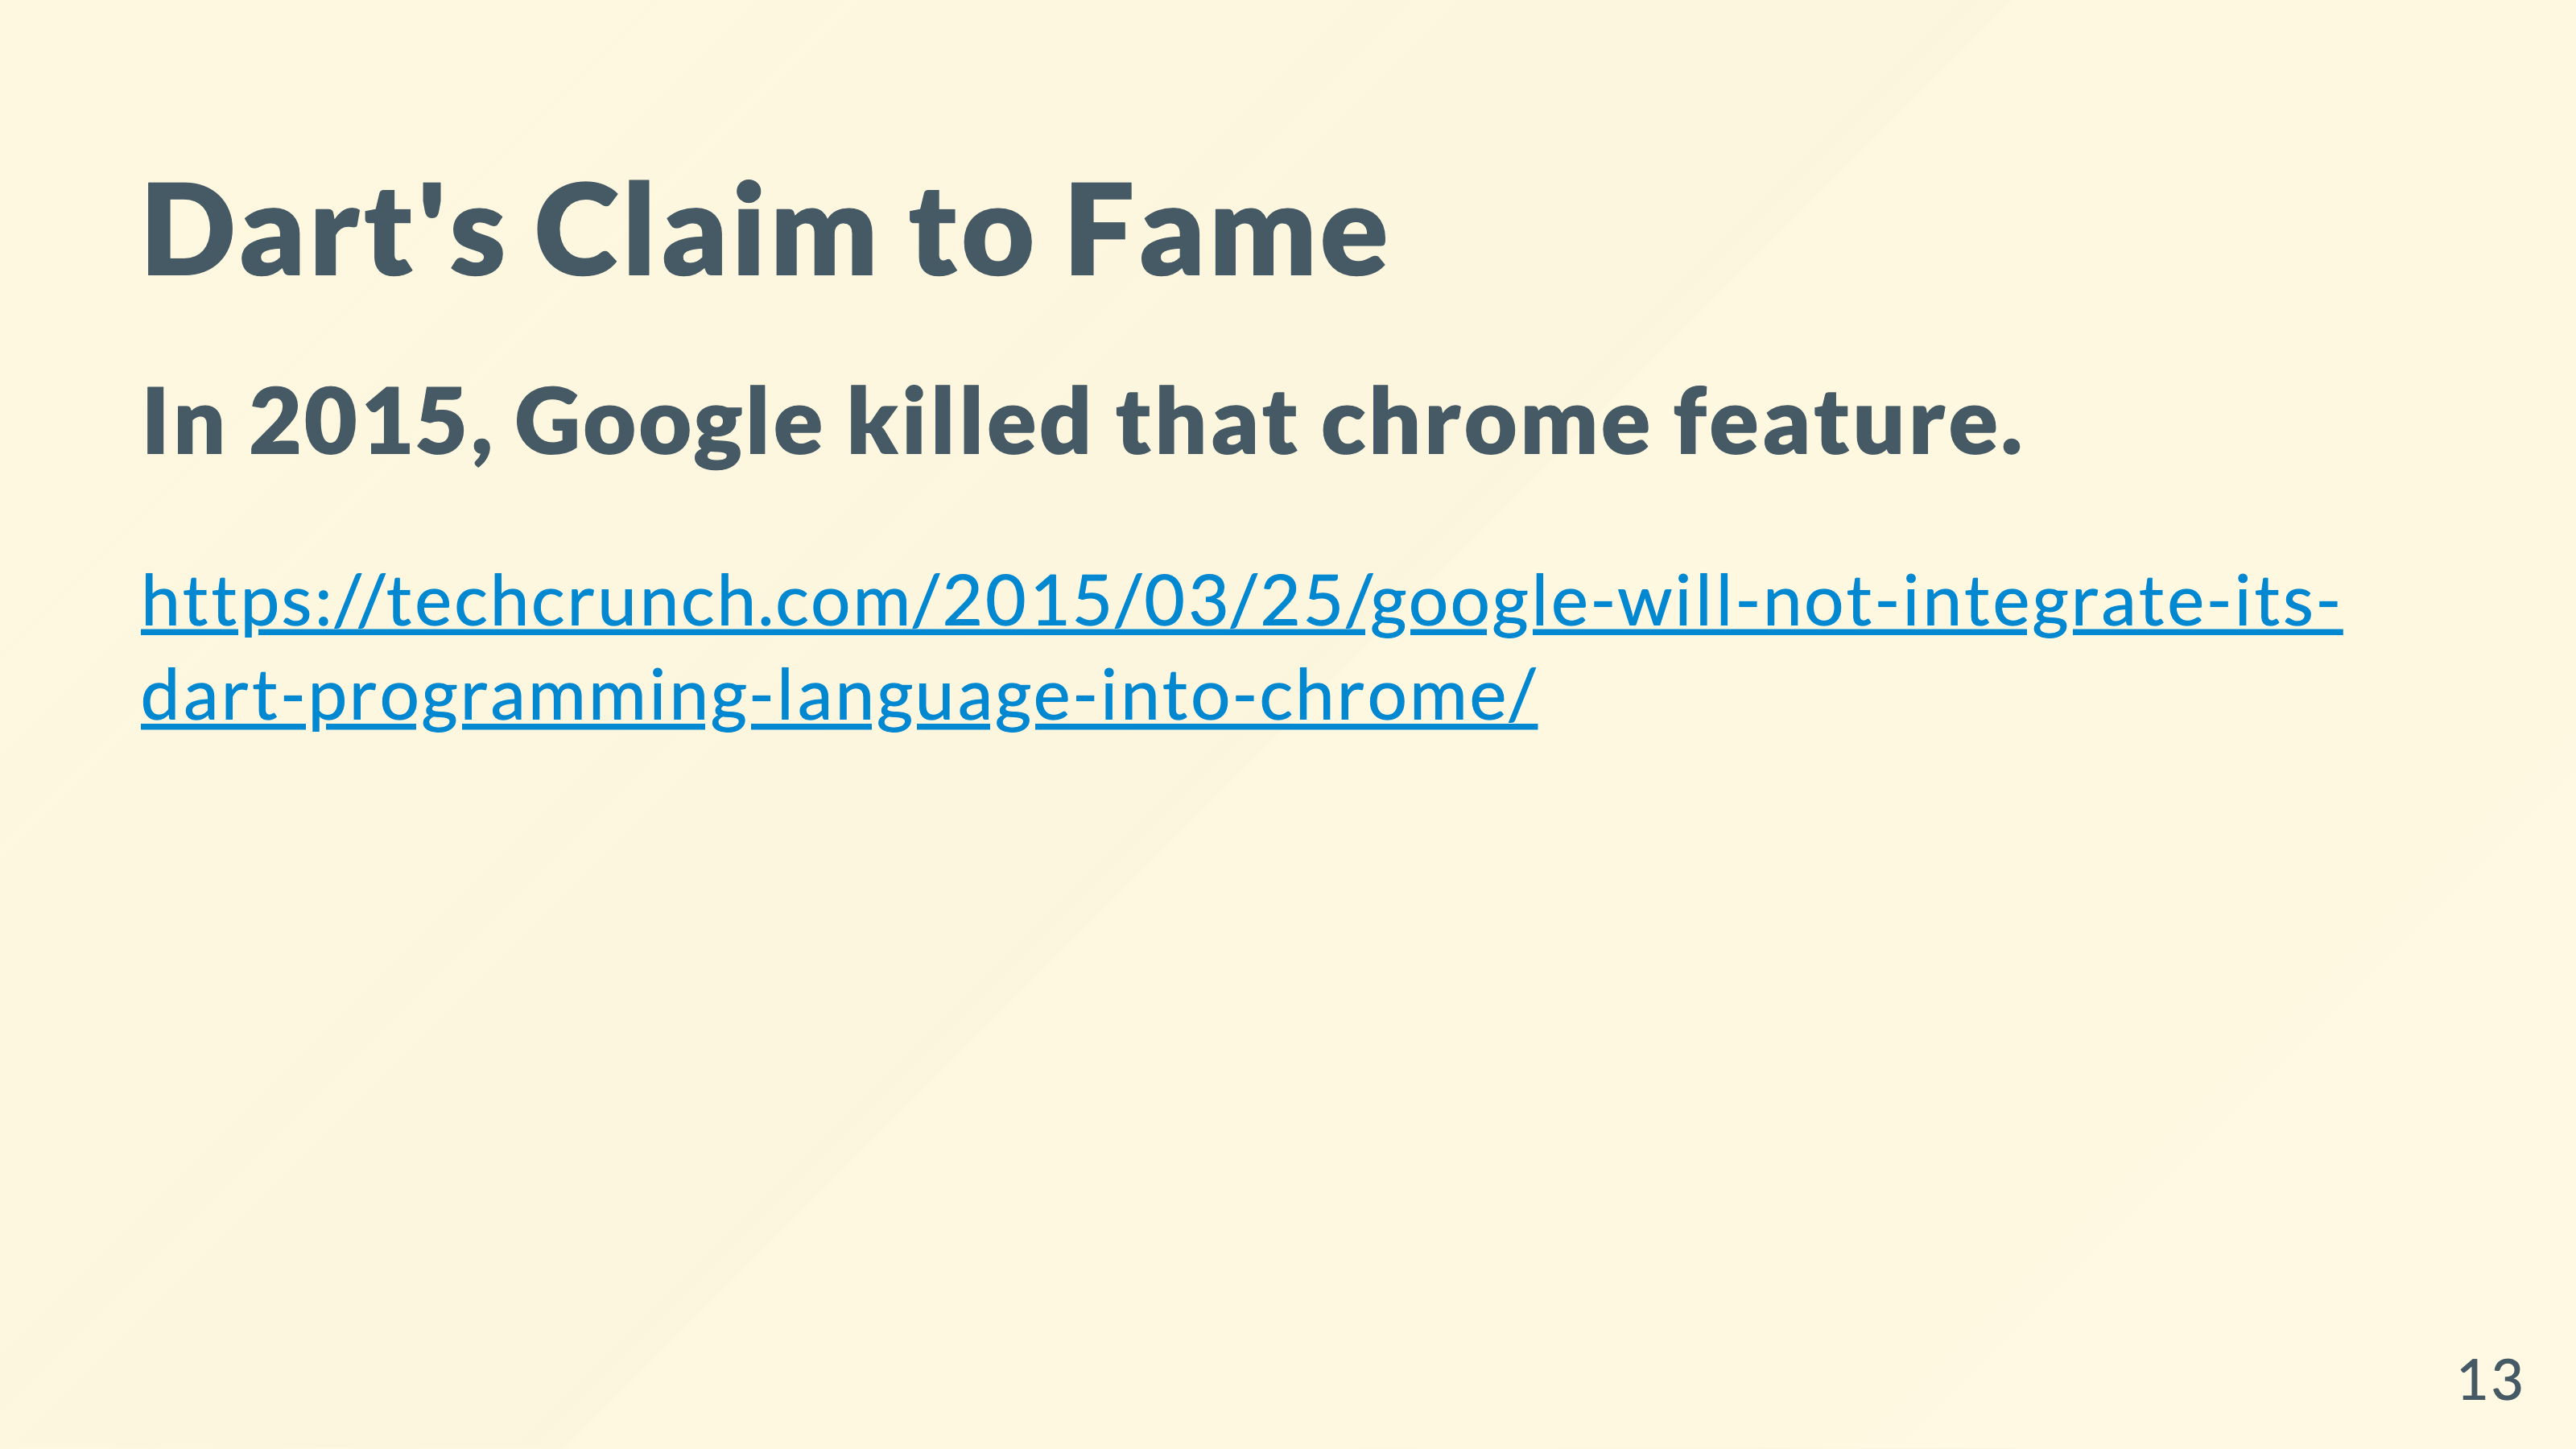 Dart's Claim to Fame
In 2015, Google killed that chrome feature.
https://techcrunch.com/2015/03/25/google-will-not-integrate-its-
dart-programming-language-into-chrome/
13